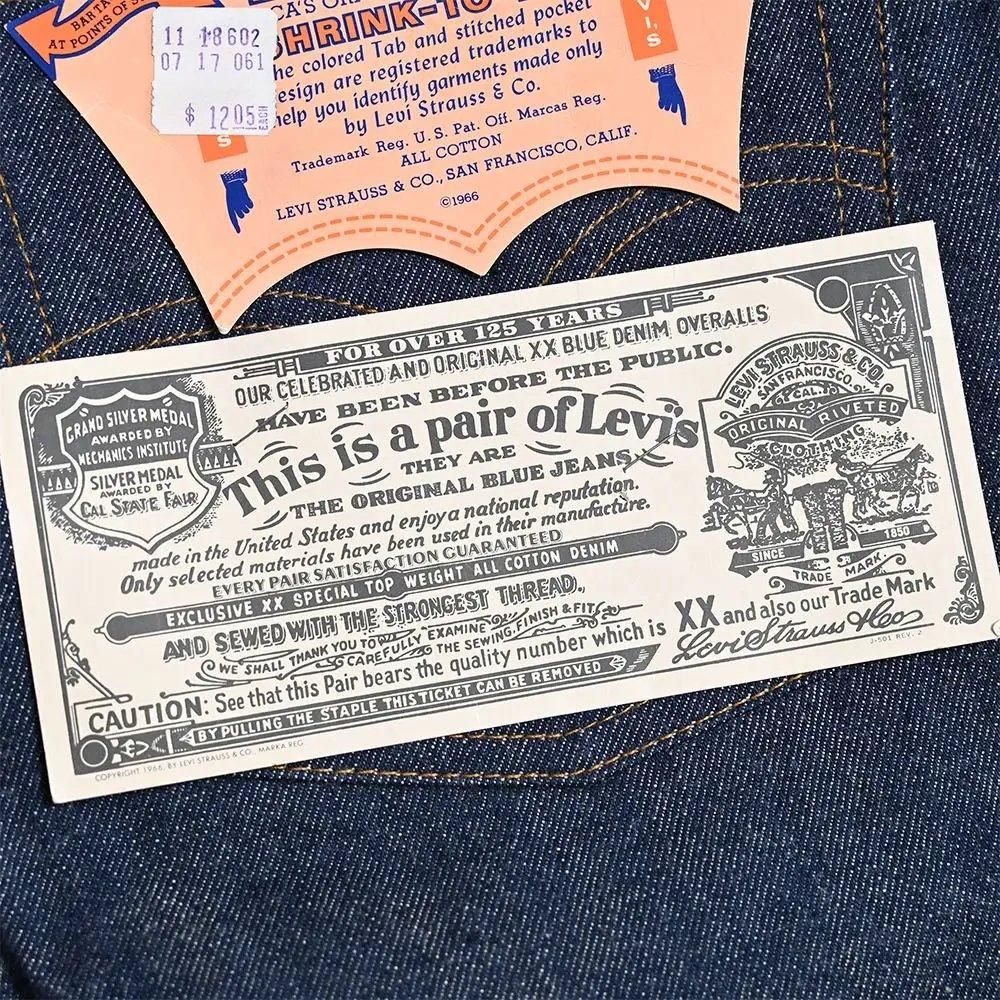 BARTA
AT POINTS OF S
CA'S ORI
SHRINK-TO
he colored Tab and stitched pocket
esign are registered trademarks to
help you identify garments made only
by Levi Strauss & Co.
Trademark Reg. U. S. Pat. Off. Marcas Reg.
ALL COTTON
LEVI STRAUSS & CO., SAN FRANCISCO, CALIF.
©1966
11 18602
07 17 061
$ 1205 EACH
S
VI'S
FOR OVER 125 YEARS
OUR CELEBRATED AND ORIGINAL XX BLUE DENIM OVERALLS
HAVE BEEN BEFORE THE PUBLIC.
This is a pair of Levi's
THEY ARE
THE ORIGINAL BLUE JEANS
made in the United States and enjoy a national reputation.
Only selected materials have been used in their manufacture.
EVERY PAIR SATISFACTION GUARANTEED
EXCLUSIVE XX SPECIAL TOP WEIGHT ALL COTTON DENIM
AND SEWED WITH THE STRONGEST THREAD,
WE SHALL THANK YOU TO CAREFULLY EXAMINE THE SEWING, FINISH & FIT
CAUTION: See that this Pair bears the quality number which is XX and also our Trade Mark
BY PULLING THE STAPLE THIS TICKET CAN BE REMOVED
Levi Strauss & Co
J-501 REV. 2
COPYRIGHT 1966, BY LEVI STRAUSS & CO., MARKA REG.
GRAND SILVER MEDAL
AWARDED BY
MECHANICS INSTITUTE
SILVER MEDAL
AWARDED BY
CAL STATE FAIR
LEVI STRAUSS & CO.
SAN FRANCISCO.
CAL.
ORIGINAL RIVETED
CLOTHING
SINCE 1850
TRADE MARK